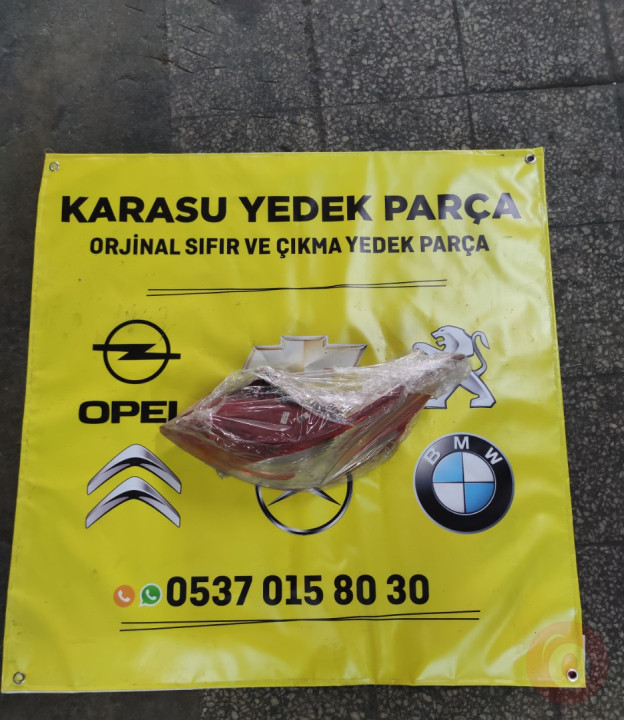 KARASU YEDEK PARÇA
ORJİNAL SIFIR VE ÇIKMA YEDEK PARÇA
OPEL
BMW
0537 015 80 30